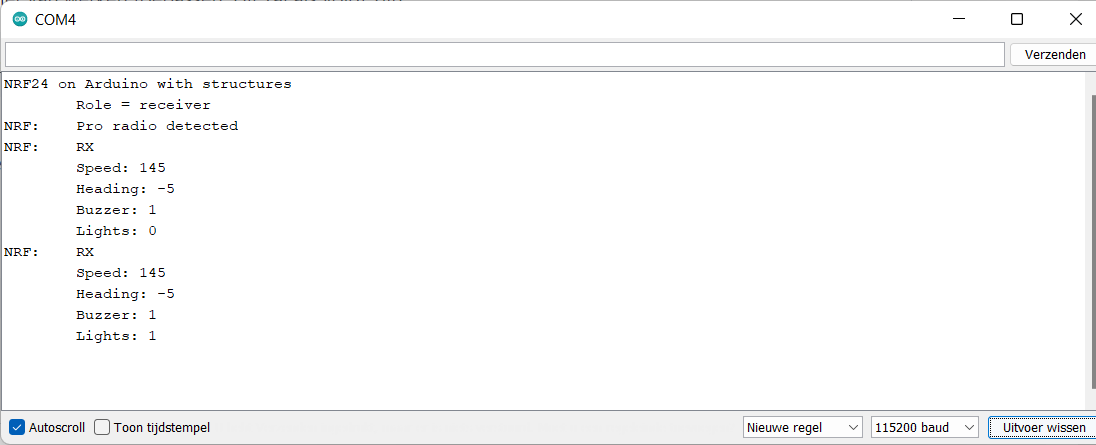 COM4
Verzenden
NRF24 on Arduino with structures
Role = receiver
NRF: Pro radio detected
NRF: RX
Speed: 145
Heading: -5
Buzzer: 1
Lights: 0
NRF: RX
Speed: 145
Heading: -5
Buzzer: 1
Lights: 1
Autoscroll Toon tijdstempel Nieuwe regel 115200 baud Uitvoer wissen